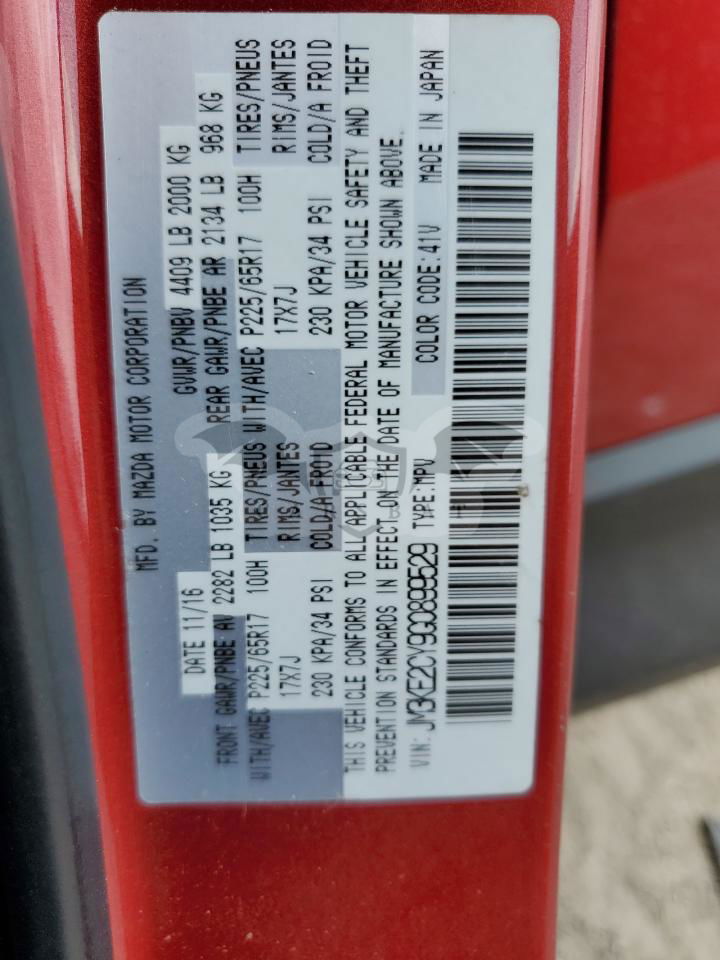 MFD. BY MAZDA MOTOR CORPORATION
DATE 11/16 GVWR/PNBV 4409 LB 2000 KG
FRONT GAWR/PNBE AV 2282 LB 1035 KG REAR GAWR/PNBE AR 2134 LB 968 KG
WITH/AVEC P225/65R17 100H TIRES/PNEUS WITH/AVEC P225/65R17 100H TIRES/PNEUS
17X7J RIMS/JANTES 17X7J RIMS/JANTES
230 KPA/34 PSI COLD/A FROID 230 KPA/34 PSI COLD/A FROID
THIS VEHICLE CONFORMS TO ALL APPLICABLE FEDERAL MOTOR VEHICLE SAFETY AND THEFT
PREVENTION STANDARDS IN EFFECT ON THE DATE OF MANUFACTURE SHOWN ABOVE.
VIN: JM3KE2CY9G0899529 TYPE:MPV COLOR CODE:41V MADE IN JAPAN